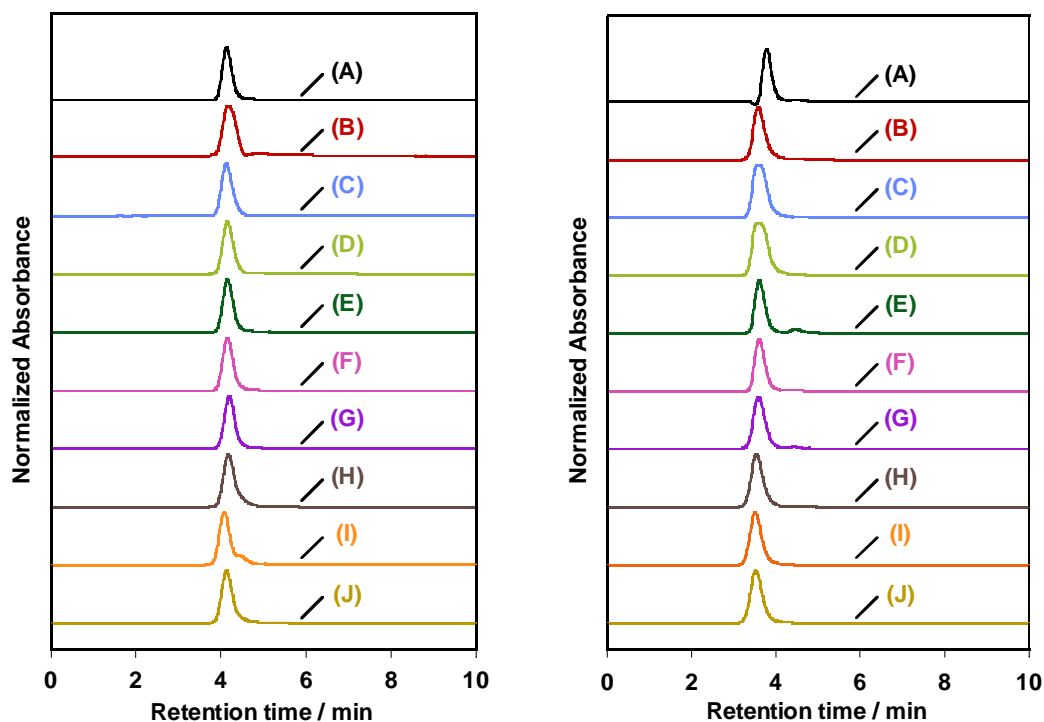 Normalized Absorbance
(A)
(B)
(C)
(D)
(E)
(F)
(G)
(H)
(I)
(J)
0 2 4 6 8 10
Retention time / min
Normalized Absorbance
(A)
(B)
(C)
(D)
(E)
(F)
(G)
(H)
(I)
(J)
0 2 4 6 8 10
Retention time / min